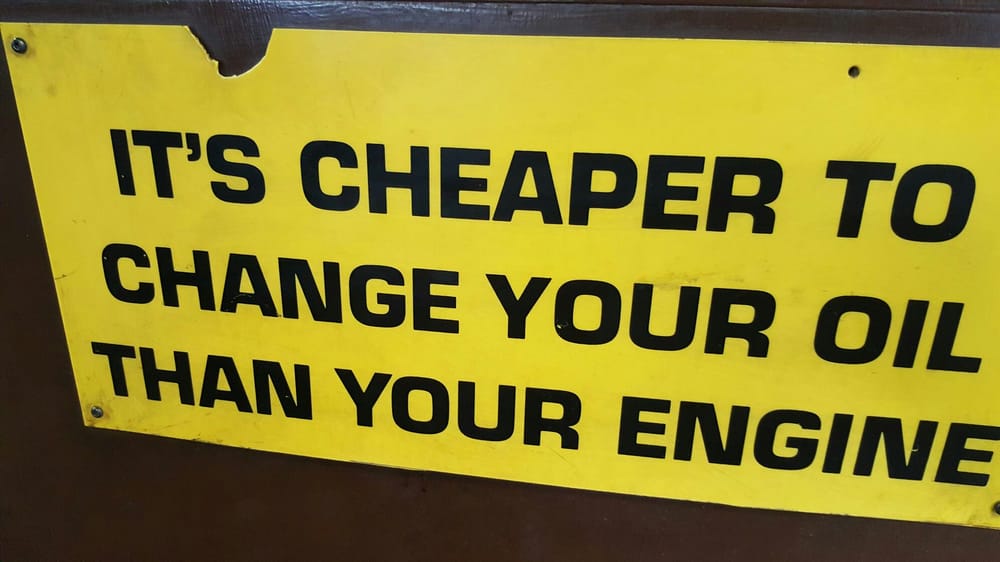 IT'S CHEAPER TO
CHANGE YOUR OIL
THAN YOUR ENGINE